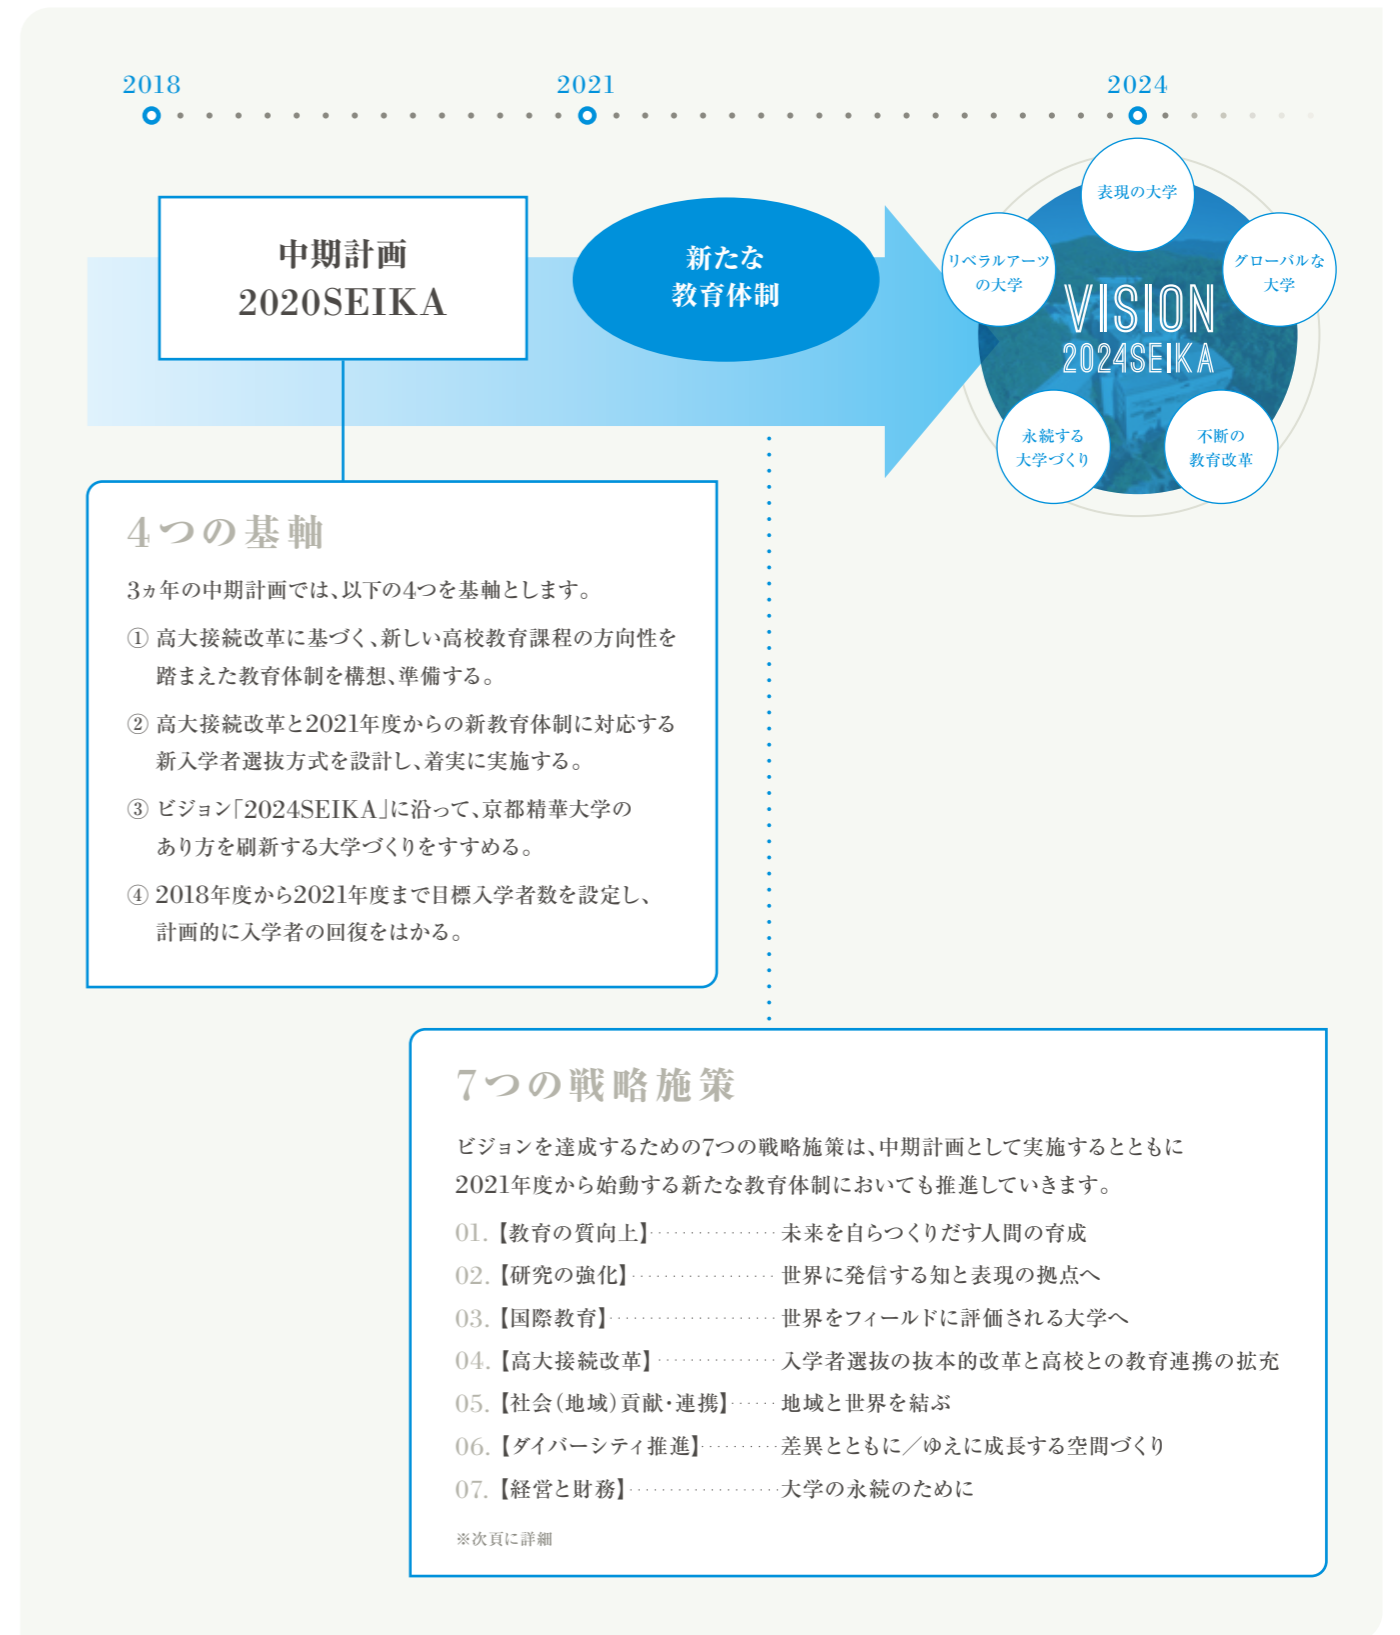 2018
2021
2024
中期計画
2020SEIKA
新たな
教育体制
表現の大学
リベラルアーツ
の大学
グローバルな
大学
VISION
2024SEIKA
永続する
大学づくり
不断の
教育改革
4つの基軸
3ヵ年の中期計画では、以下の4つを基軸とします。
① 高大接続改革に基づく、新しい高校教育課程の方向性を
踏まえた教育体制を構想、準備する。
② 高大接続改革と2021年度からの新教育体制に対応する
新入学者選抜方式を設計し、着実に実施する。
③ ビジョン「2024SEIKA」に沿って、京都精華大学の
あり方を刷新する大学づくりをすすめる。
④ 2018年度から2021年度まで目標入学者数を設定し、
計画的に入学者の回復をはかる。
7つの戦略施策
ビジョンを達成するための7つの戦略施策は、中期計画として実施するとともに
2021年度から始動する新たな教育体制においても推進していきます。
01.【教育の質向上】················未来を自らつくりだす人間の育成
02.【研究の強化】··················世界に発信する知と表現の拠点へ
03.【国際教育】·····················世界をフィールドに評価される大学へ
04.【高大接続改革】···············入学者選抜の抜本的改革と高校との教育連携の拡充
05.【社会(地域)貢献・連携】······地域と世界を結ぶ
06.【ダイバーシティ推進】··········差異とともに／ゆえに成長する空間づくり
07.【経営と財務】···················大学の永続のために
※次頁に詳細